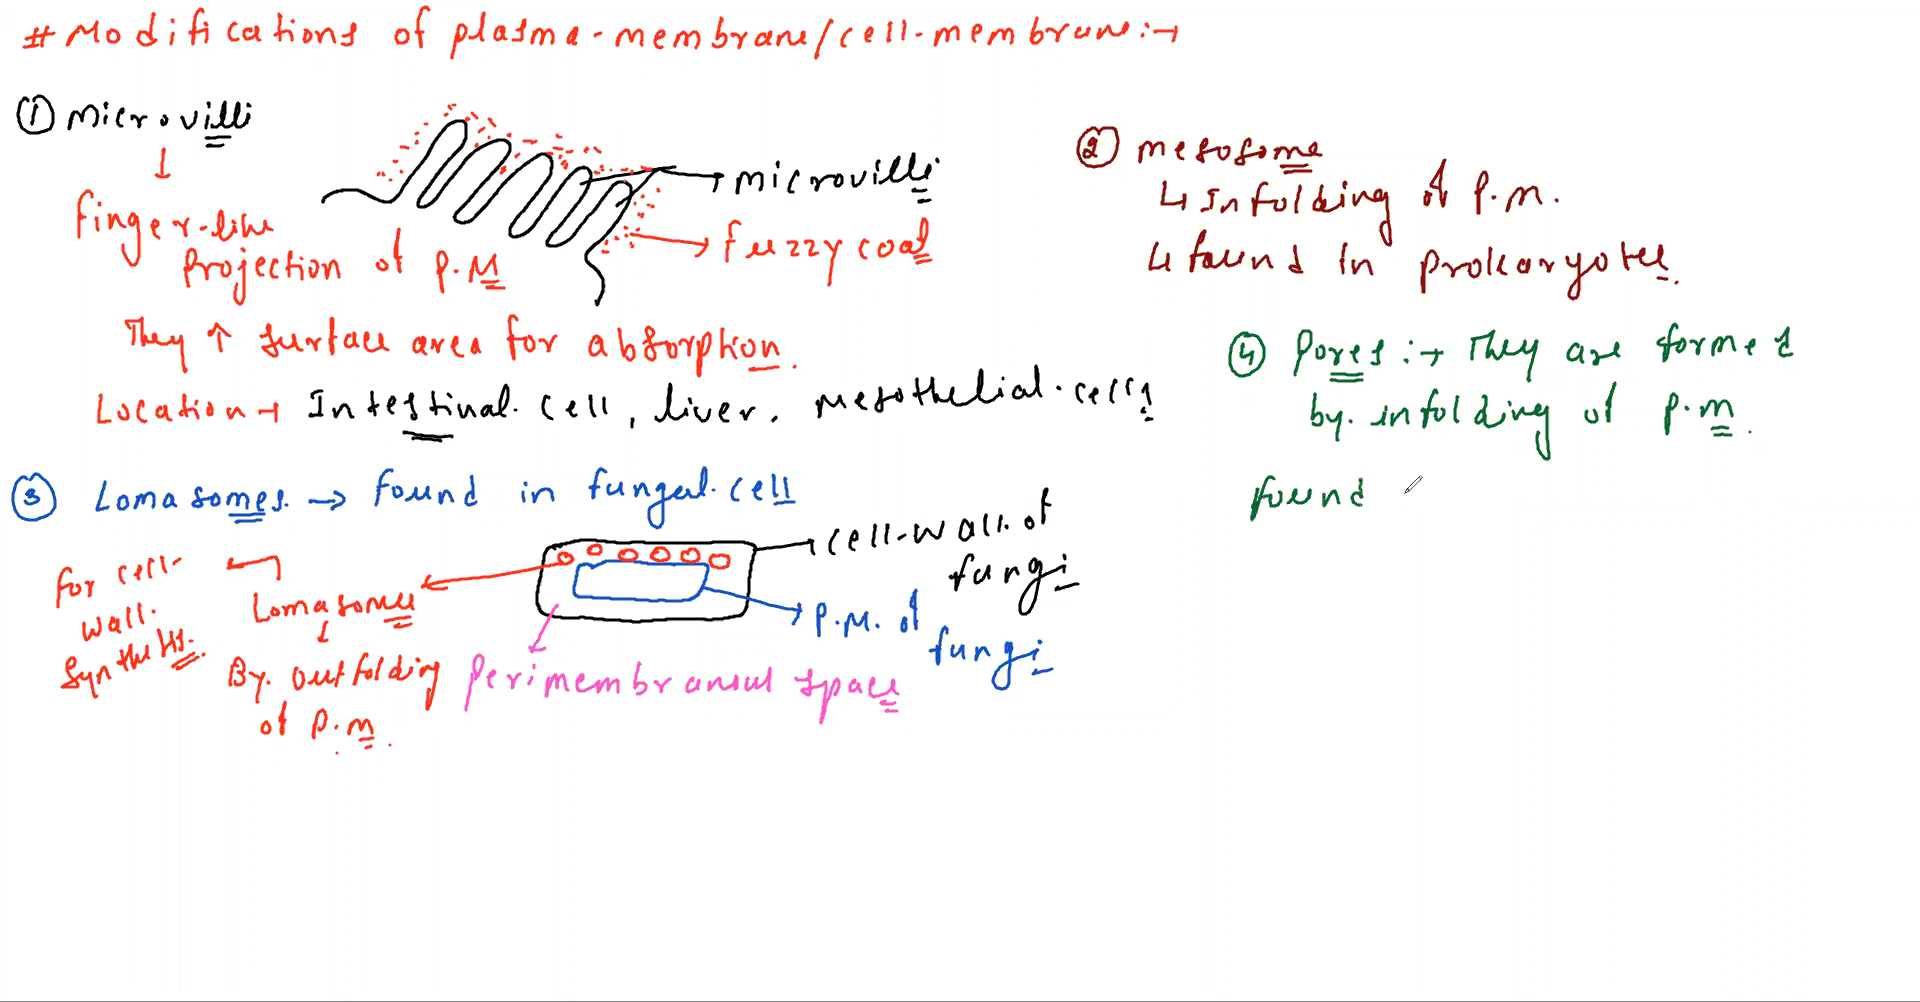 # Modifications of plasma-membrane/cell-membrane:→
① Microvilli
↓
finger-like
Projection of P.M
microvilli
fuzzy coat
They ↑ surface area for absorption.
Location → Intestinal cell, liver, Mesothelial cells
② mesosome
↳ Infolding of P.M.
↳ found in prokaryotes.
③ Lomasomes. → found in fungal cell
cell-wall of
fungi
P.M. of
fungi
Perimembranal space
Lomasome
↓
By. outfolding
of P.M.
for cell-
wall.
Synthesis.
④ Pores :→ They are formed
by. infolding of P.M.
found